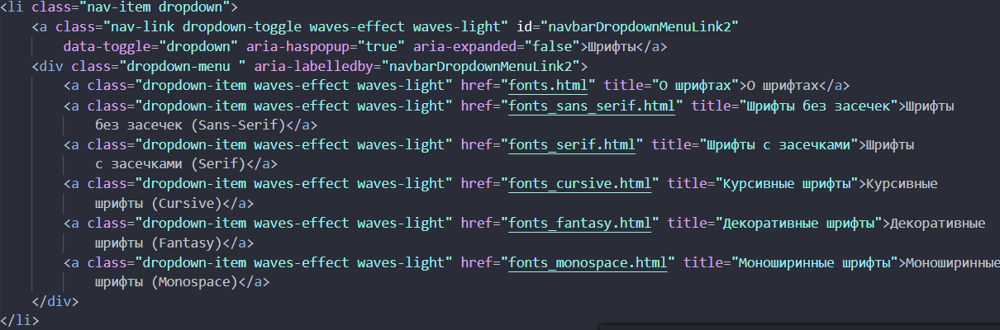 <li class="nav-item dropdown">
<a class="nav-link dropdown-toggle waves-effect waves-light" id="navbarDropdownMenuLink2"
data-toggle="dropdown" aria-haspopup="true" aria-expanded="false">Шрифты</a>
<div class="dropdown-menu " aria-labelledby="navbarDropdownMenuLink2">
<a class="dropdown-item waves-effect waves-light" href="fonts.html" title="О шрифтах">О шрифтах</a>
<a class="dropdown-item waves-effect waves-light" href="fonts_sans_serif.html" title="Шрифты без засечек">Шрифты
без засечек (Sans-Serif)</a>
<a class="dropdown-item waves-effect waves-light" href="fonts_serif.html" title="Шрифты с засечками">Шрифты
с засечками (Serif)</a>
<a class="dropdown-item waves-effect waves-light" href="fonts_cursive.html" title="Курсивные шрифты">Курсивные
шрифты (Cursive)</a>
<a class="dropdown-item waves-effect waves-light" href="fonts_fantasy.html" title="Декоративные шрифты">Декоративные
шрифты (Fantasy)</a>
<a class="dropdown-item waves-effect waves-light" href="fonts_monospace.html" title="Моноширинные шрифты">Моноширинные
шрифты (Monospace)</a>
</div>
</li>